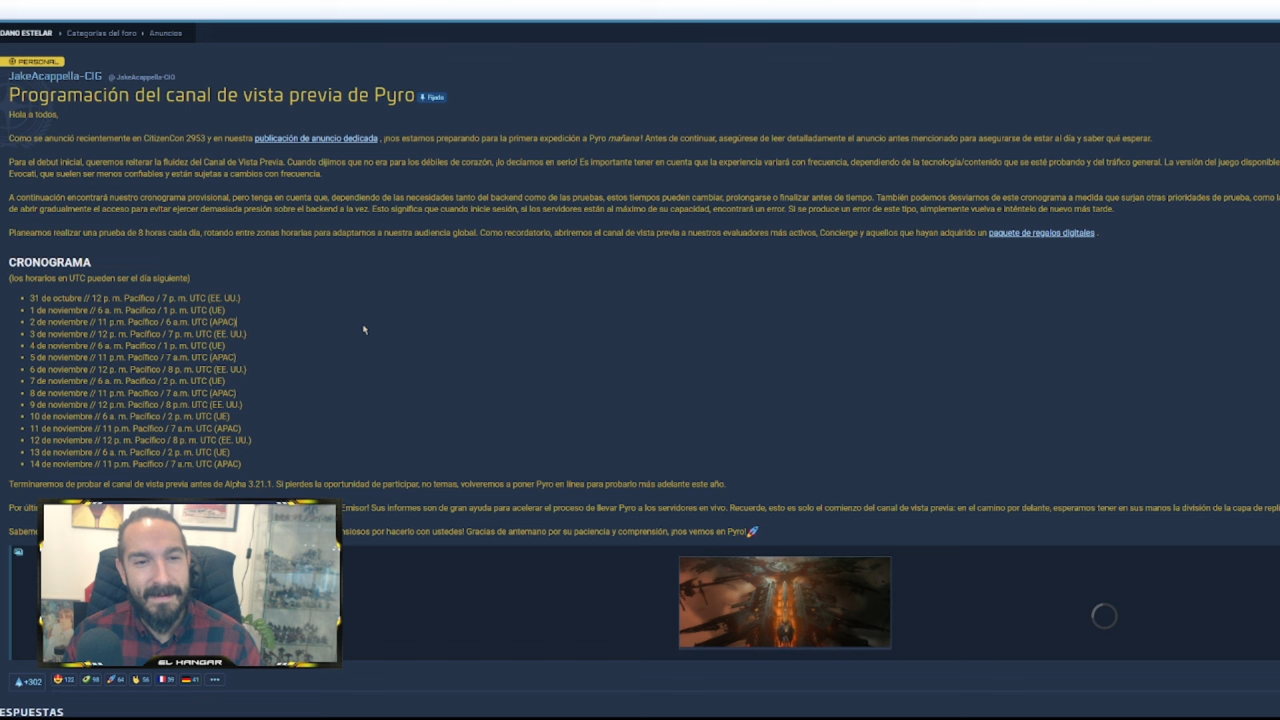 DANO ESTELAR › Categorías del foro › Anuncios
PERSONAL
JakeAcappella-CIG @ JakeAcappella-CIG
Programación del canal de vista previa de Pyro Fijado
Hola a todos,
Como se anunció recientemente en CitizenCon 2953 y en nuestra publicación de anuncio dedicada , ¡nos estamos preparando para la primera expedición a Pyro mañana! Antes de continuar, asegúrese de leer detalladamente el anuncio antes mencionado para asegurarse de estar al día y saber qué esperar.
Para el debut inicial, queremos reiterar la fluidez del Canal de Vista Previa. Cuando dijimos que no era para los débiles de corazón, ¡lo decíamos en serio! Es importante tener en cuenta que la experiencia variará con frecuencia, dependiendo de la tecnología/contenido que se esté probando y del tráfico general. La versión del juego disponible
Evocati, que suelen ser menos confiables y están sujetas a cambios con frecuencia.
A continuación encontrará nuestro cronograma provisional, pero tenga en cuenta que, dependiendo de las necesidades tanto del backend como de las pruebas, estos tiempos pueden cambiar, prolongarse o finalizar antes de tiempo. También podemos desviarnos de este cronograma a medida que surjan otras prioridades de prueba, como la
de abrir gradualmente el acceso para evitar ejercer demasiada presión sobre el backend a la vez. Esto significa que cuando inicie sesión, si los servidores están al máximo de su capacidad, encontrará un error. Si se produce un error de este tipo, simplemente vuelva e inténtelo de nuevo más tarde.
Planeamos realizar una prueba de 8 horas cada día, rotando entre zonas horarias para adaptarnos a nuestra audiencia global. Como recordatorio, abriremos el canal de vista previa a nuestros evaluadores más activos, Concierge y aquellos que hayan adquirido un paquete de regalos digitales .
CRONOGRAMA
(los horarios en UTC pueden ser el día siguiente)
• 31 de octubre // 12 p. m. Pacífico / 7 p. m. UTC (EE. UU.)
• 1 de noviembre // 6 a. m. Pacífico / 1 p. m. UTC (UE)
• 2 de noviembre // 11 p.m. Pacífico / 6 a.m. UTC (APAC)
• 3 de noviembre // 12 p. m. Pacífico / 7 p. m. UTC (EE. UU.)
• 4 de noviembre // 6 a. m. Pacífico / 1 p. m. UTC (UE)
• 5 de noviembre // 11 p.m. Pacífico / 7 a.m. UTC (APAC)
• 6 de noviembre // 12 p. m. Pacífico / 8 p. m. UTC (EE. UU.)
• 7 de noviembre // 6 a. m. Pacífico / 2 p. m. UTC (UE)
• 8 de noviembre // 11 p.m. Pacífico / 7 a.m. UTC (APAC)
• 9 de noviembre // 12 p. m. Pacífico / 8 p.m. UTC (EE. UU.)
• 10 de noviembre // 6 a. m. Pacífico / 2 p. m. UTC (UE)
• 11 de noviembre // 11 p.m. Pacífico / 7 a.m. UTC (APAC)
• 12 de noviembre // 12 p. m. Pacífico / 8 p. m. UTC (EE. UU.)
• 13 de noviembre // 6 a. m. Pacífico / 2 p. m. UTC (UE)
• 14 de noviembre // 11 p.m. Pacífico / 7 a.m. UTC (APAC)
Terminaremos de probar el canal de vista previa antes de Alpha 3.21.1. Si pierdes la oportunidad de participar, no temas, volveremos a poner Pyro en línea para probarlo más adelante este año.
Por últi Emisor! Sus informes son de gran ayuda para acelerar el proceso de llevar Pyro a los servidores en vivo. Recuerde, esto es solo el comienzo del canal de vista previa: en el camino por delante, esperamos tener en sus manos la división de la capa de repli
Sabemo nsiosos por hacerlo con ustedes! Gracias de antemano por su paciencia y comprensión, ¡nos vemos en Pyro!
EL HANGAR
+302 122 98 64 56 39 41 •••
ESPUESTAS